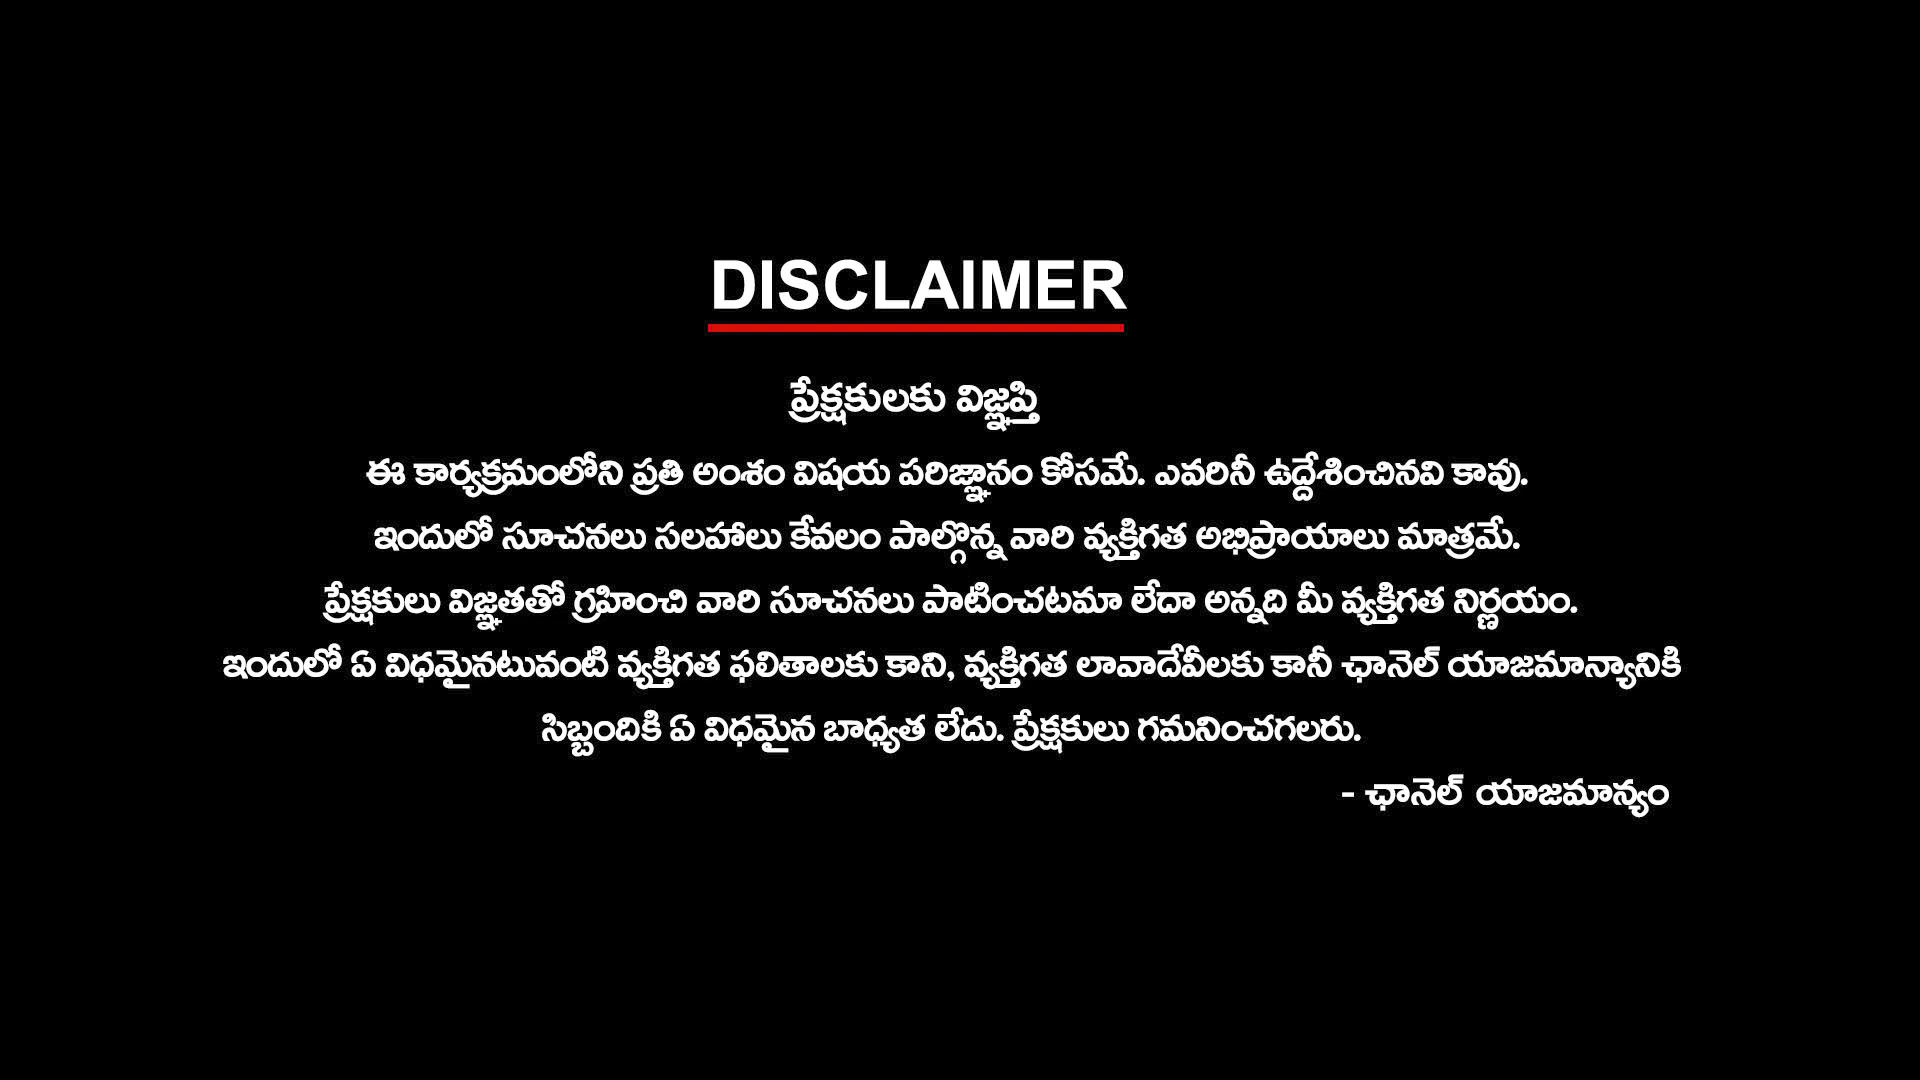 DISCLAIMER
ప్రేక్షకులకు విజ్ఞప్తి
ఈ కార్యక్రమంలోని ప్రతి అంశం విషయ పరిజ్ఞానం కోసమే. ఎవరినీ ఉద్దేశించినవి కావు.
ఇందులో సూచనలు సలహాలు కేవలం పాల్గొన్న వారి వ్యక్తిగత అభిప్రాయాలు మాత్రమే.
ప్రేక్షకులు విజ్ఞతతో గ్రహించి వారి సూచనలు పాటించటమా లేదా అన్నది మీ వ్యక్తిగత నిర్ణయం.
ఇందులో ఏ విధమైనటువంటి వ్యక్తిగత ఫలితాలకు కాని, వ్యక్తిగత లావాదేవీలకు కానీ ఛానెల్ యాజమాన్యానికి
సిబ్బందికి ఏ విధమైన బాధ్యత లేదు. ప్రేక్షకులు గమనించగలరు.
- ఛానెల్ యాజమాన్యం